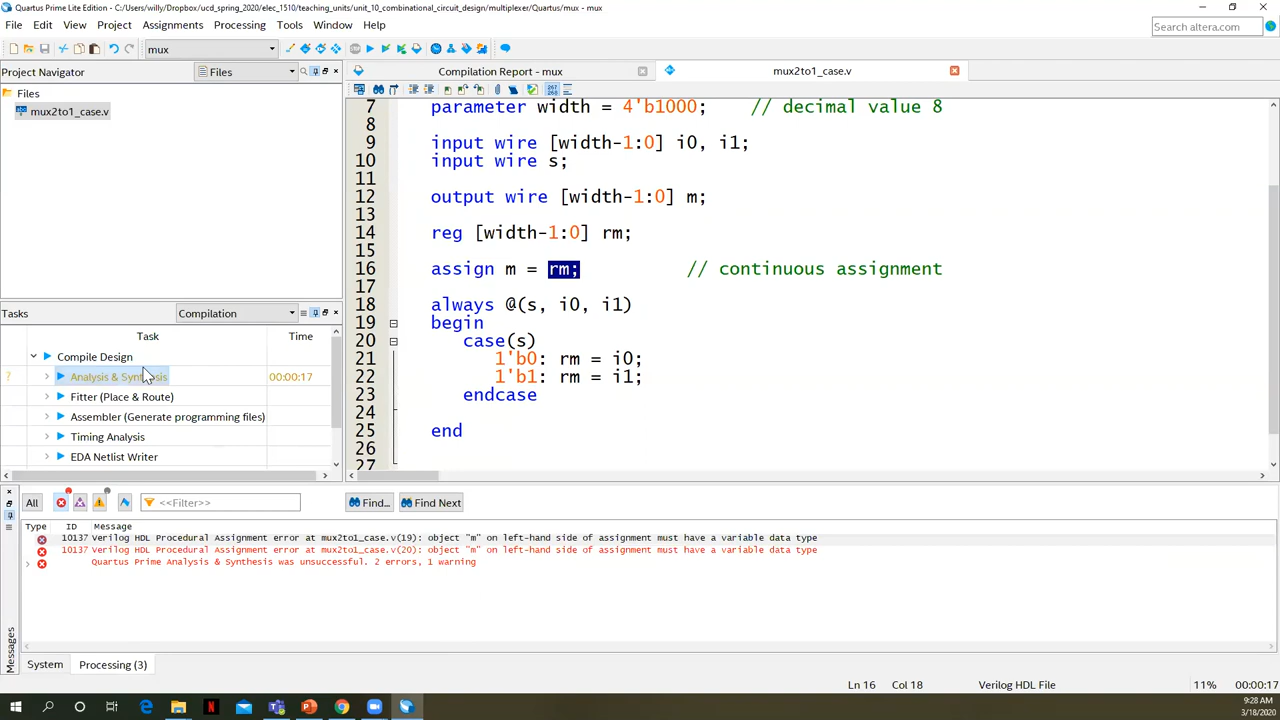 Quartus Prime Lite Edition - C:/Users/willy/Dropbox/ucd_spring_2020/elec_1510/teaching_units/unit_10_combinational_circuit_design/multiplexer/Quartus/mux - mux
File Edit View Project Assignments Processing Tools Window Help
Search altera.com
mux
Project Navigator Files
Compilation Report - mux
mux2to1_case.v
Files
mux2to1_case.v
7 parameter width = 4'b1000; // decimal value 8
8
9 input wire [width-1:0] i0, i1;
10 input wire s;
11
12 output wire [width-1:0] m;
13
14 reg [width-1:0] rm;
15
16 assign m = rm; // continuous assignment
17
18 always @(s, i0, i1)
19 begin
20 case(s)
21 1'b0: rm = i0;
22 1'b1: rm = i1;
23 endcase
24
25 end
26
27
Tasks Compilation
Task Time
Compile Design
? Analysis & Synthesis 00:00:17
Fitter (Place & Route)
Assembler (Generate programming files)
Timing Analysis
EDA Netlist Writer
All <<Filter>> Find... Find Next
Type ID Message
10137 Verilog HDL Procedural Assignment error at mux2to1_case.v(19): object "m" on left-hand side of assignment must have a variable data type
10137 Verilog HDL Procedural Assignment error at mux2to1_case.v(20): object "m" on left-hand side of assignment must have a variable data type
Quartus Prime Analysis & Synthesis was unsuccessful. 2 errors, 1 warning
Messages
System Processing (3)
Ln 16 Col 18 Verilog HDL File 11% 00:00:17
9:28 AM
3/18/2020